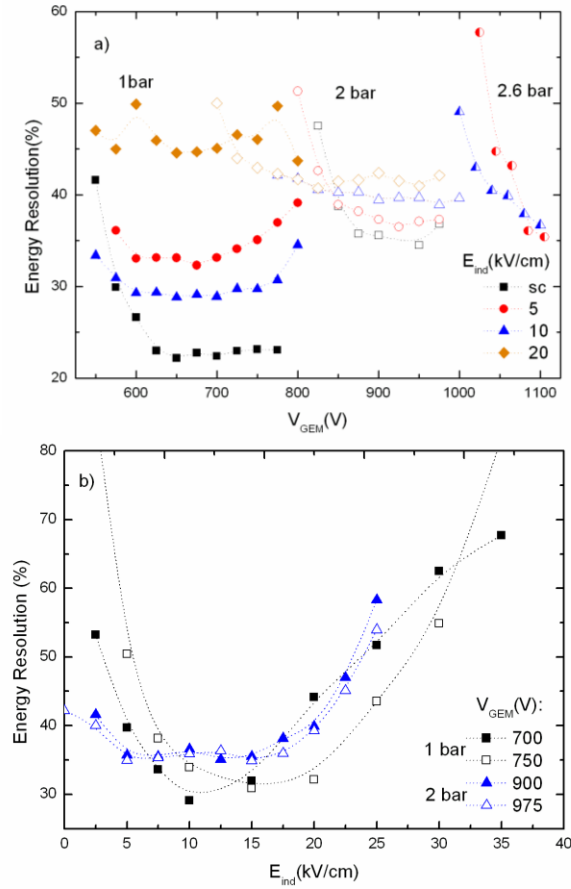 60
50
40
30
20
Energy Resolution(%)
a)
1bar
2 bar
2.6 bar
E_ind(kV/cm)
sc
5
10
20
600 700 800 900 1000 1100
V_GEM(V)
80
70
60
50
40
30
Energy Resolution (%)
b)
V_GEM(V):
1 bar
700
750
2 bar
900
975
0 5 10 15 20 25 30 35 40
E_ind(kV/cm)